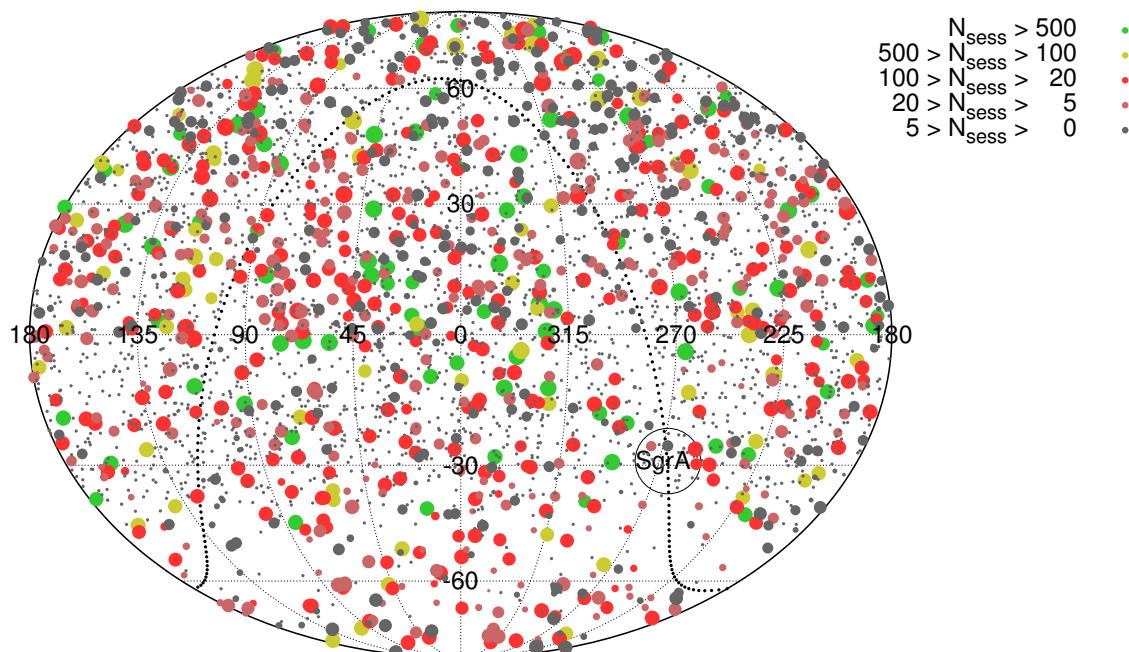 N_sess > 500
500 > N_sess > 100
100 > N_sess > 20
20 > N_sess > 5
5 > N_sess > 0
60
30
180 135 90 45 0 315 270 225 180
-30
SgrA
-60